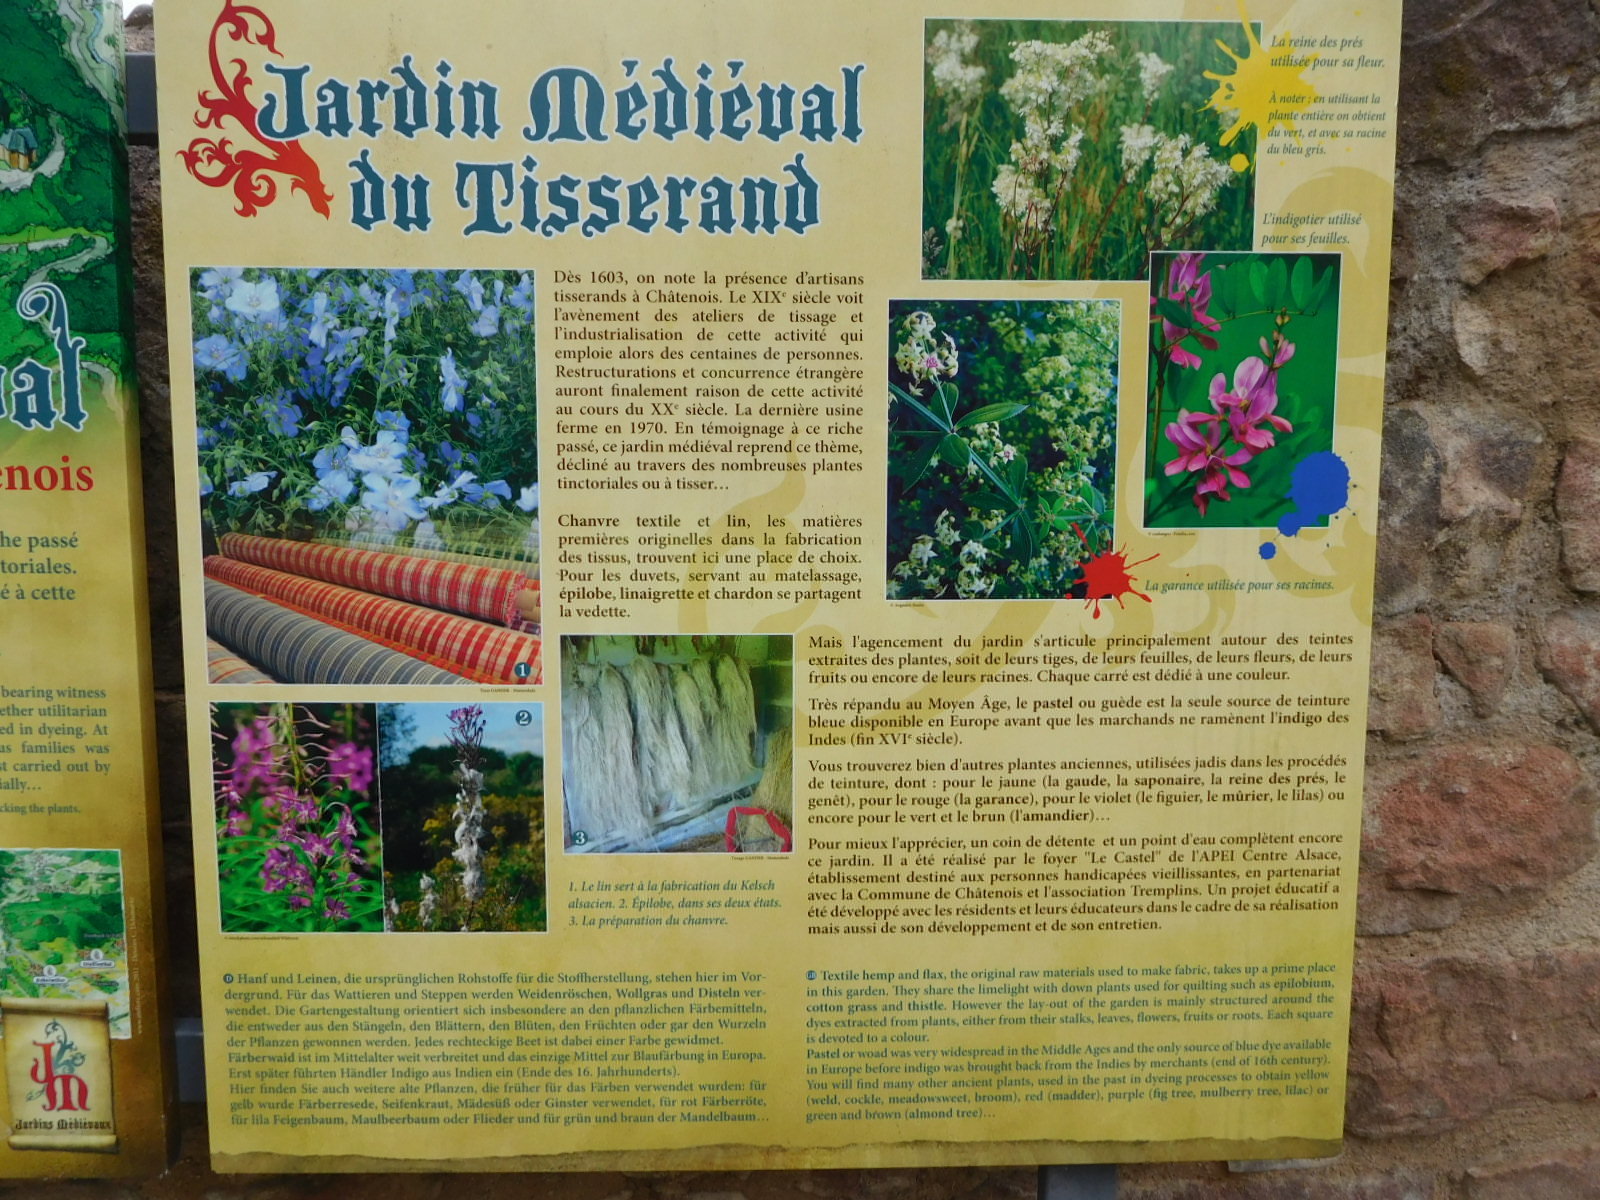 Jardin Médiéval
du Tisserand
La reine des prés
utilisée pour sa fleur.
À noter : en utilisant la
plante entière on obtient
du vert, et avec sa racine
du bleu gris.
L'indigotier utilisé
pour ses feuilles.
La garance utilisée pour ses racines.
Dès 1603, on note la présence d'artisans
tisserands à Châtenois. Le XIXe siècle voit
l'avènement des ateliers de tissage et
l'industrialisation de cette activité qui
emploie alors des centaines de personnes.
Restructurations et concurrence étrangère
auront finalement raison de cette activité
au cours du XXe siècle. La dernière usine
ferme en 1970. En témoignage à ce riche
passé, ce jardin médiéval reprend ce thème,
décliné au travers des nombreuses plantes
tinctoriales ou à tisser…
Chanvre textile et lin, les matières
premières originelles dans la fabrication
des tissus, trouvent ici une place de choix.
Pour les duvets, servant au matelassage,
épilobe, linaigrette et chardon se partagent
la vedette.
1
2
3
1. Le lin sert à la fabrication du Kelsch
alsacien. 2. Épilobe, dans ses deux états.
3. La préparation du chanvre.
Mais l'agencement du jardin s'articule principalement autour des teintes
extraites des plantes, soit de leurs tiges, de leurs feuilles, de leurs fleurs, de leurs
fruits ou encore de leurs racines. Chaque carré est dédié à une couleur.
Très répandu au Moyen Âge, le pastel ou guède est la seule source de teinture
bleue disponible en Europe avant que les marchands ne ramènent l'indigo des
Indes (fin XVIe siècle).
Vous trouverez bien d'autres plantes anciennes, utilisées jadis dans les procédés
de teinture, dont : pour le jaune (la gaude, la saponaire, la reine des prés, le
genêt), pour le rouge (la garance), pour le violet (le figuier, le mûrier, le lilas) ou
encore pour le vert et le brun (l'amandier)…
Pour mieux l'apprécier, un coin de détente et un point d'eau complètent encore
ce jardin. Il a été réalisé par le foyer "Le Castel" de l'APEI Centre Alsace,
établissement destiné aux personnes handicapées vieillissantes, en partenariat
avec la Commune de Châtenois et l'association Tremplins. Un projet éducatif a
été développé avec les résidents et leurs éducateurs dans le cadre de sa réalisation
mais aussi de son développement et de son entretien.
D Hanf und Leinen, die ursprünglichen Rohstoffe für die Stoffherstellung, stehen hier im Vor-
dergrund. Für das Wattieren und Steppen werden Weidenröschen, Wollgras und Disteln ver-
wendet. Die Gartengestaltung orientiert sich insbesondere an den pflanzlichen Färbemitteln,
die entweder aus den Stängeln, den Blättern, den Blüten, den Früchten oder gar den Wurzeln
der Pflanzen gewonnen werden. Jedes rechteckige Beet ist dabei einer Farbe gewidmet.
Färberwaid ist im Mittelalter weit verbreitet und das einzige Mittel zur Blaufärbung in Europa.
Erst später führten Händler Indigo aus Indien ein (Ende des 16. Jahrhunderts).
Hier finden Sie auch weitere alte Pflanzen, die früher für das Färben verwendet wurden: für
gelb wurde Färberresede, Seifenkraut, Mädesüß oder Ginster verwendet, für rot Färberröte,
für lila Feigenbaum, Maulbeerbaum oder Flieder und für grün und braun der Mandelbaum…
GB Textile hemp and flax, the original raw materials used to make fabric, takes up a prime place
in this garden. They share the limelight with down plants used for quilting such as epilobium,
cotton grass and thistle. However the lay-out of the garden is mainly structured around the
dyes extracted from plants, either from their stalks, leaves, flowers, fruits or roots. Each square
is devoted to a colour.
Pastel or woad was very widespread in the Middle Ages and the only source of blue dye available
in Europe before indigo was brought back from the Indies by merchants (end of 16th century).
You will find many other ancient plants, used in the past in dyeing processes to obtain yellow
(weld, cockle, meadowsweet, broom), red (madder), purple (fig tree, mulberry tree, lilac) or
green and brown (almond tree)…
val
enois
he passé
toriales.
é à cette
bearing witness
ether utilitarian
ed in dyeing. At
us families was
st carried out by
ially…
cking the plants.
JM
Jardins Médiévaux